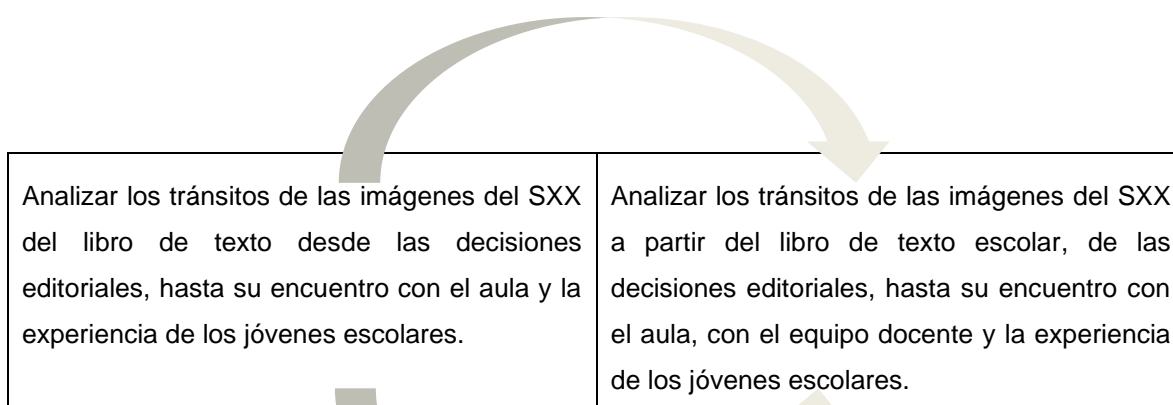 Analizar los tránsitos de las imágenes del SXX
del libro de texto desde las decisiones
editoriales, hasta su encuentro con el aula y la
experiencia de los jóvenes escolares.
Analizar los tránsitos de las imágenes del SXX
a partir del libro de texto escolar, de las
decisiones editoriales, hasta su encuentro con
el aula, con el equipo docente y la experiencia
de los jóvenes escolares.